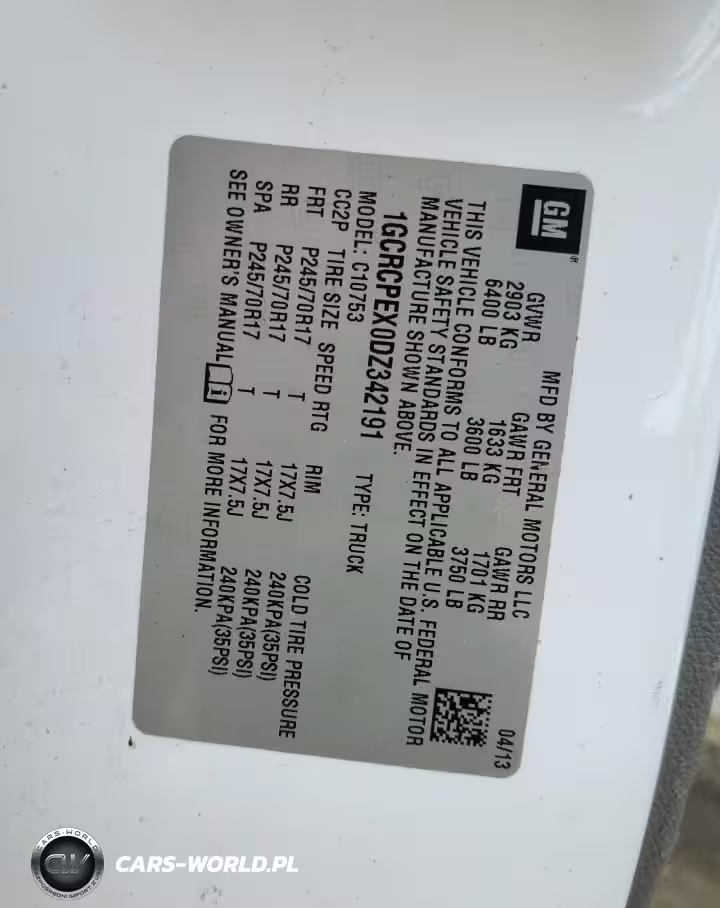 GM®
MFD BY GENERAL MOTORS LLC 04/13
GVWR GAWR FRT GAWR RR
2903 KG 1633 KG 1701 KG
6400 LB 3600 LB 3750 LB
THIS VEHICLE CONFORMS TO ALL APPLICABLE U.S. FEDERAL MOTOR
VEHICLE SAFETY STANDARDS IN EFFECT ON THE DATE OF
MANUFACTURE SHOWN ABOVE.
1GCRCPEX0DZ342191 TYPE: TRUCK
MODEL: C10753
CC2P TIRE SIZE SPEED RTG RIM COLD TIRE PRESSURE
FRT P245/70R17 T 17X7.5J 240KPA(35PSI)
RR P245/70R17 T 17X7.5J 240KPA(35PSI)
SPA P245/70R17 T 17X7.5J 240KPA(35PSI)
SEE OWNER'S MANUAL FOR MORE INFORMATION.
CARS-WORLD
CW
CARS-WORLD.PL